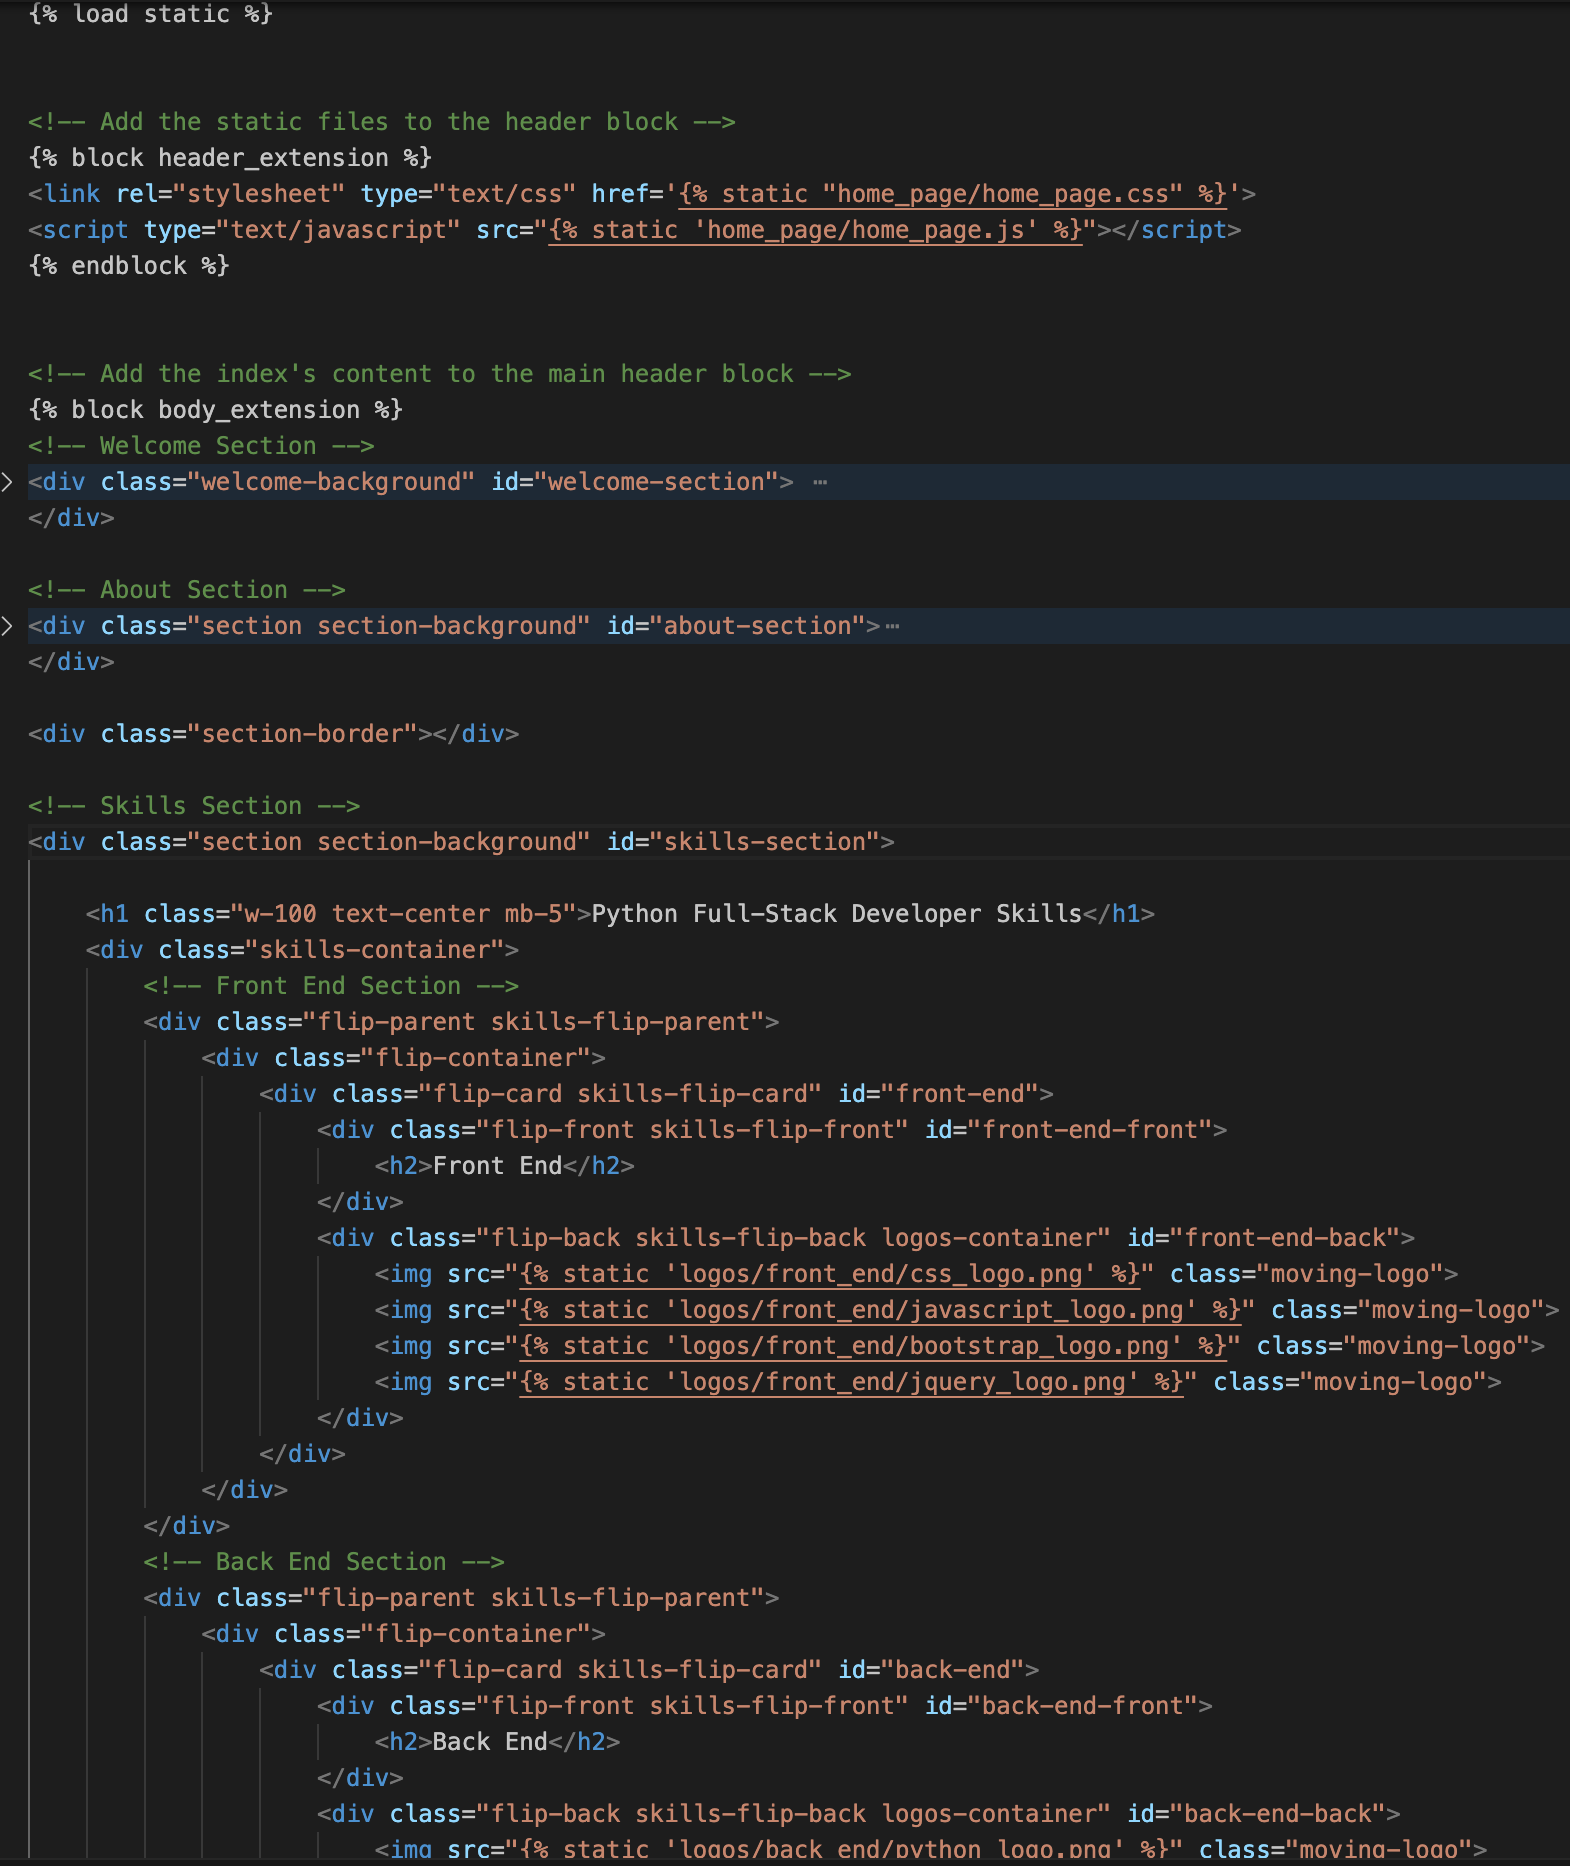 {% load static %}
<!-- Add the static files to the header block -->
{% block header_extension %}
<link rel="stylesheet" type="text/css" href='{% static "home_page/home_page.css" %}'>
<script type="text/javascript" src="{% static 'home_page/home_page.js' %}"></script>
{% endblock %}
<!-- Add the index's content to the main header block -->
{% block body_extension %}
<!-- Welcome Section -->
<div class="welcome-background" id="welcome-section"> ⋯
</div>
<!-- About Section -->
<div class="section section-background" id="about-section">⋯
</div>
<div class="section-border"></div>
<!-- Skills Section -->
<div class="section section-background" id="skills-section">
<h1 class="w-100 text-center mb-5">Python Full-Stack Developer Skills</h1>
<div class="skills-container">
<!-- Front End Section -->
<div class="flip-parent skills-flip-parent">
<div class="flip-container">
<div class="flip-card skills-flip-card" id="front-end">
<div class="flip-front skills-flip-front" id="front-end-front">
<h2>Front End</h2>
</div>
<div class="flip-back skills-flip-back logos-container" id="front-end-back">
<img src="{% static 'logos/front_end/css_logo.png' %}" class="moving-logo">
<img src="{% static 'logos/front_end/javascript_logo.png' %}" class="moving-logo">
<img src="{% static 'logos/front_end/bootstrap_logo.png' %}" class="moving-logo">
<img src="{% static 'logos/front_end/jquery_logo.png' %}" class="moving-logo">
</div>
</div>
</div>
</div>
<!-- Back End Section -->
<div class="flip-parent skills-flip-parent">
<div class="flip-container">
<div class="flip-card skills-flip-card" id="back-end">
<div class="flip-front skills-flip-front" id="back-end-front">
<h2>Back End</h2>
</div>
<div class="flip-back skills-flip-back logos-container" id="back-end-back">
<img src="{% static 'logos/back_end/python_logo.png' %}" class="moving-logo">